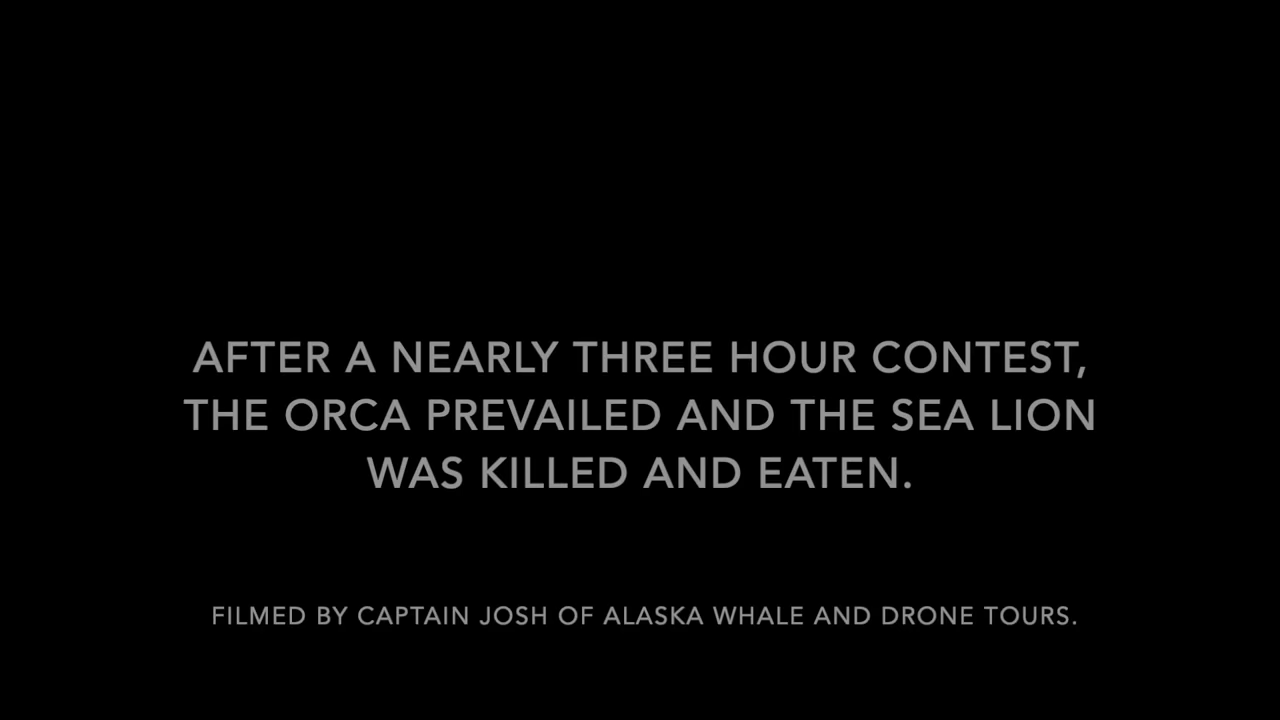 AFTER A NEARLY THREE HOUR CONTEST,
THE ORCA PREVAILED AND THE SEA LION
WAS KILLED AND EATEN.
FILMED BY CAPTAIN JOSH OF ALASKA WHALE AND DRONE TOURS.